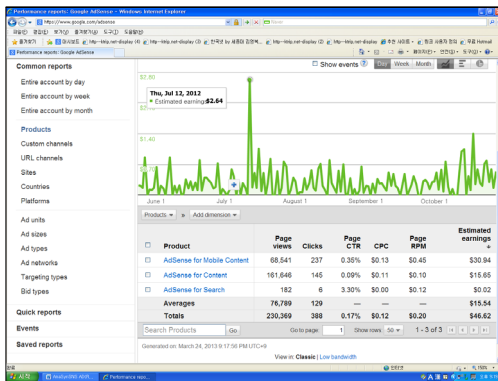 Performance reports: Google AdSense - Windows Internet Explorer
https://www.google.com/adsense
Performance reports: Google AdSense
Common reports
Entire account by day
Entire account by week
Entire account by month
Products
Custom channels
URL channels
Sites
Countries
Platforms
Ad units
Ad sizes
Ad types
Ad networks
Targeting types
Bid types
Quick reports
Events
Saved reports
Show events Day Week Month
$2.80
Thu, Jul 12, 2012
Estimated earnings $2.64
$1.40
June 1 July 1 August 1 September 1 October 1
Products » Add dimension
Product Page views Clicks Page CTR CPC Page RPM Estimated earnings
AdSense for Mobile Content 68,541 237 0.35% $0.13 $0.45 $30.94
AdSense for Content 161,646 145 0.09% $0.11 $0.10 $15.65
AdSense for Search 182 6 3.30% $0.00 $0.12 $0.02
Averages 76,789 129 — — — $15.54
Totals 230,369 388 0.17% $0.12 $0.20 $46.62
Search Products Go Go to page: 1 Show rows: 50 1 - 3 of 3
Generated on: March 24, 2013 9:17:56 PM UTC+9
View in: Classic | Low bandwidth
인터넷
시작